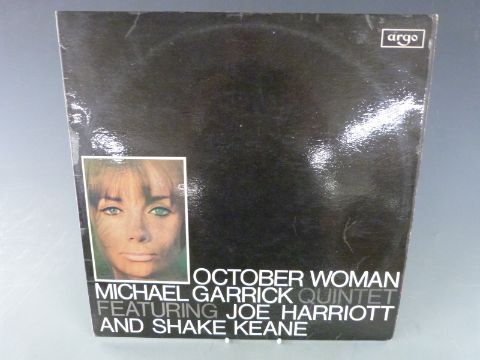 argo
OCTOBER WOMAN
MICHAEL GARRICK QUINTET
FEATURING JOE HARRIOTT
AND SHAKE KEANE